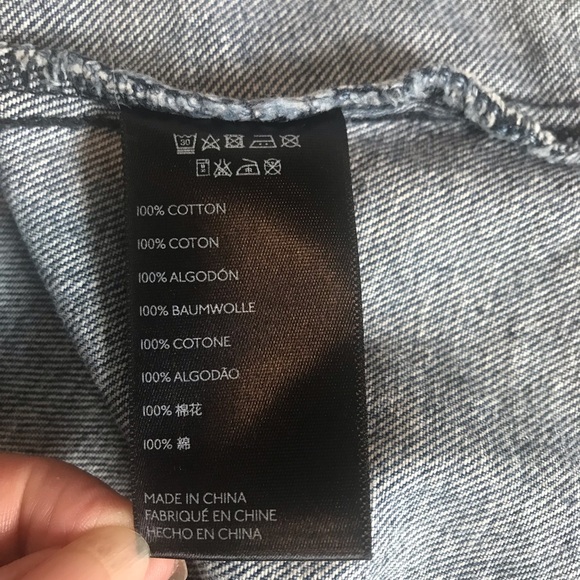 30
100% COTTON
100% COTON
100% ALGODÓN
100% BAUMWOLLE
100% COTONE
100% ALGODÃO
100% 棉花
100% 綿
MADE IN CHINA
FABRIQUÉ EN CHINE
HECHO EN CHINA